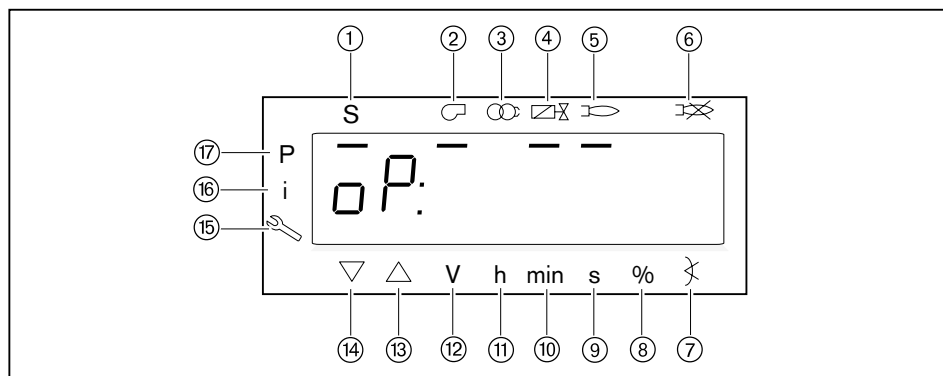 ① ② ③ ④ ⑤ ⑥
S
⑰ P
oP:
⑯ i
⑮
V h min s %
⑭ ⑬ ⑫ ⑪ ⑩ ⑨ ⑧ ⑦